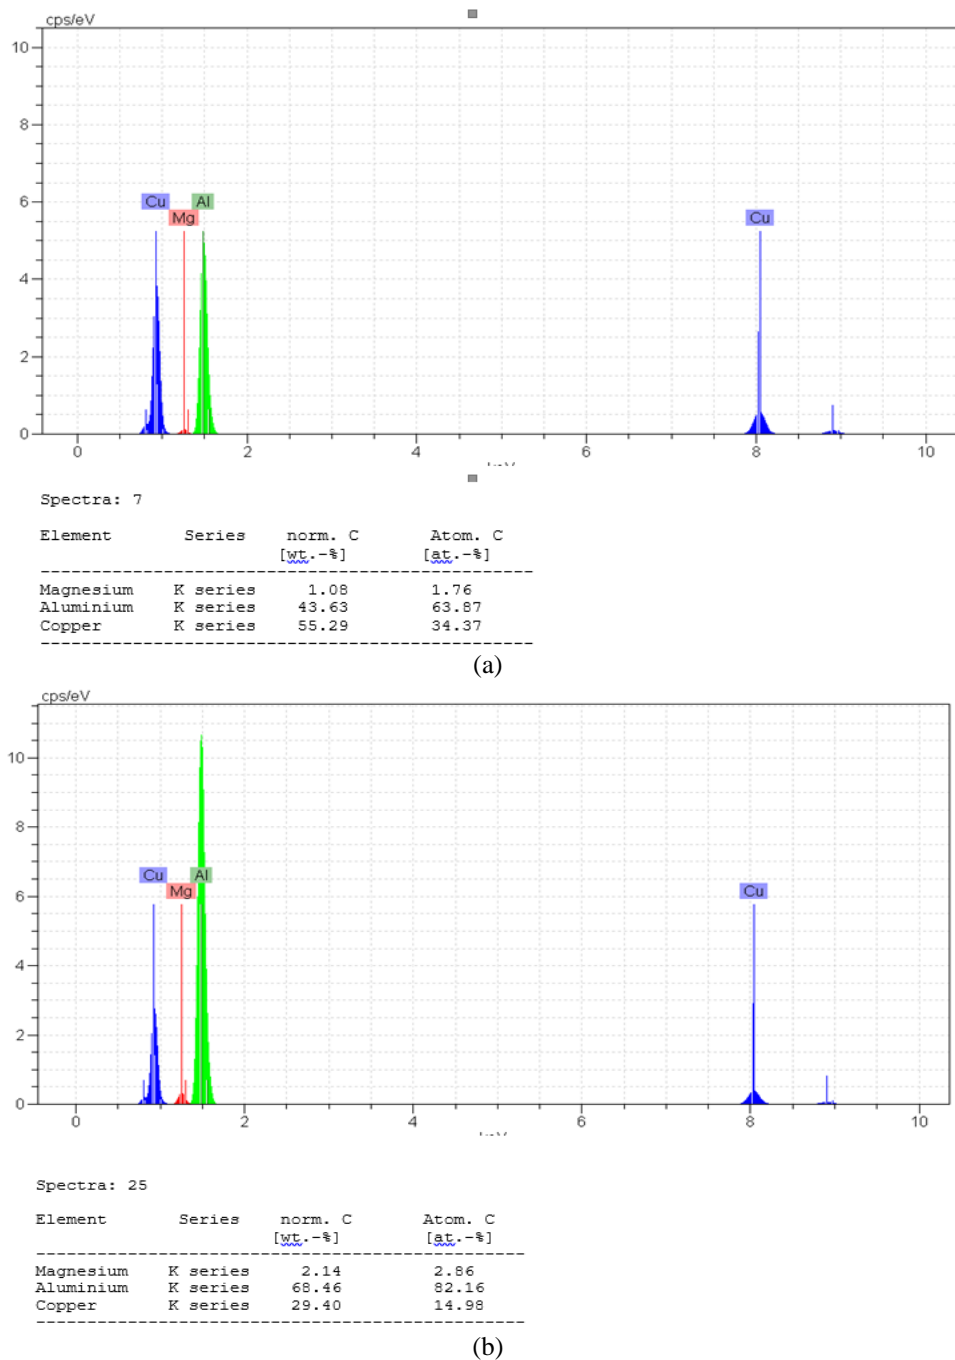 cps/eV
10
8
6
Cu Al
Mg Cu
4
2
0
0 2 4 6 8 10
Spectra: 7
Element Series norm. C Atom. C
[wt.-%] [at.-%]
-----------------------------------------------
Magnesium K series 1.08 1.76
Aluminium K series 43.63 63.87
Copper K series 55.29 34.37
-----------------------------------------------
(a)
cps/eV
10
8
Cu Al
6
Mg Cu
4
2
0
0 2 4 6 8 10
Spectra: 25
Element Series norm. C Atom. C
[wt.-%] [at.-%]
-----------------------------------------------
Magnesium K series 2.14 2.86
Aluminium K series 68.46 82.16
Copper K series 29.40 14.98
-----------------------------------------------
(b)